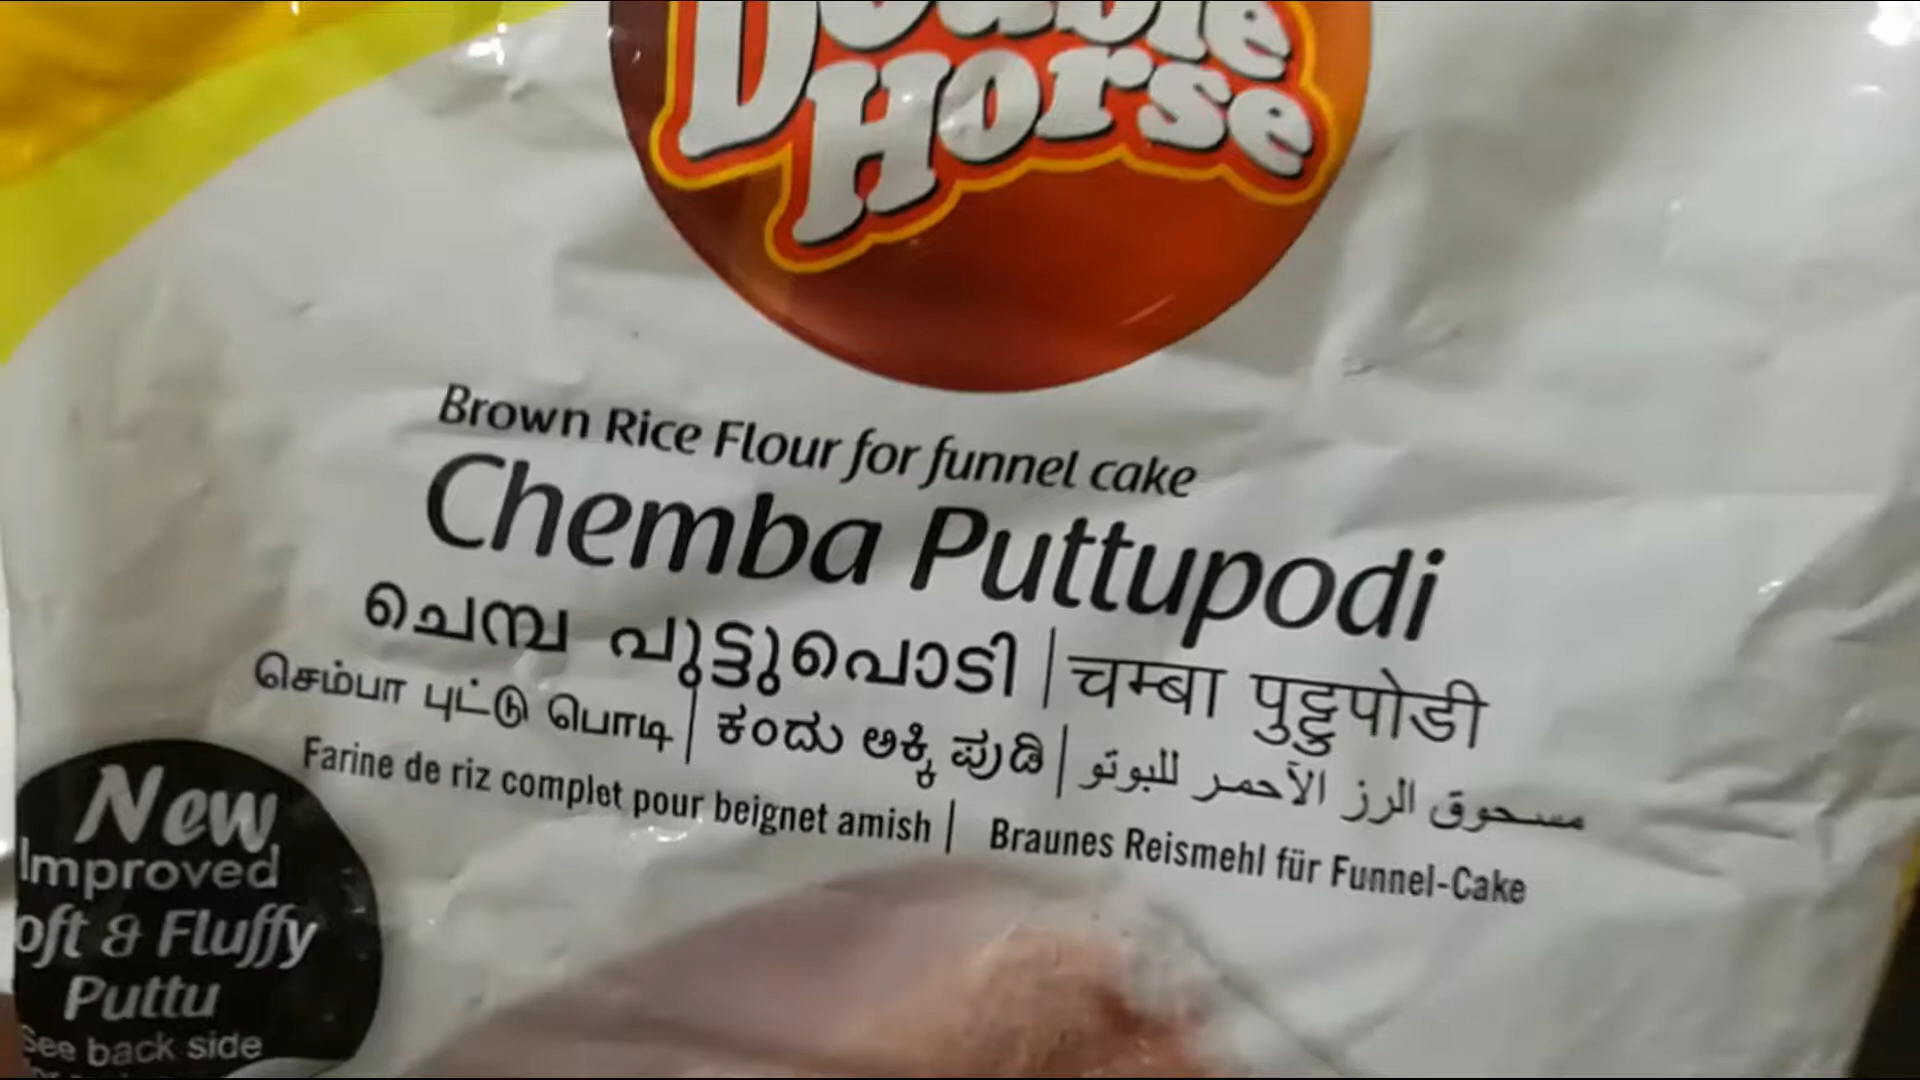 Double
Horse
Brown Rice Flour for funnel cake
Chemba Puttupodi
ചെമ്പ പുട്ടുപൊടി | चम्बा पुट्टुपोडी
செம்பா புட்டு பொடி | ಕಂದು ಅಕ್ಕಿ ಪುಡಿ | مسحوق الرز الآحمر للبوتو
Farine de riz complet pour beignet amish | Braunes Reismehl für Funnel-Cake
New
Improved
oft & Fluffy
Puttu
See back side